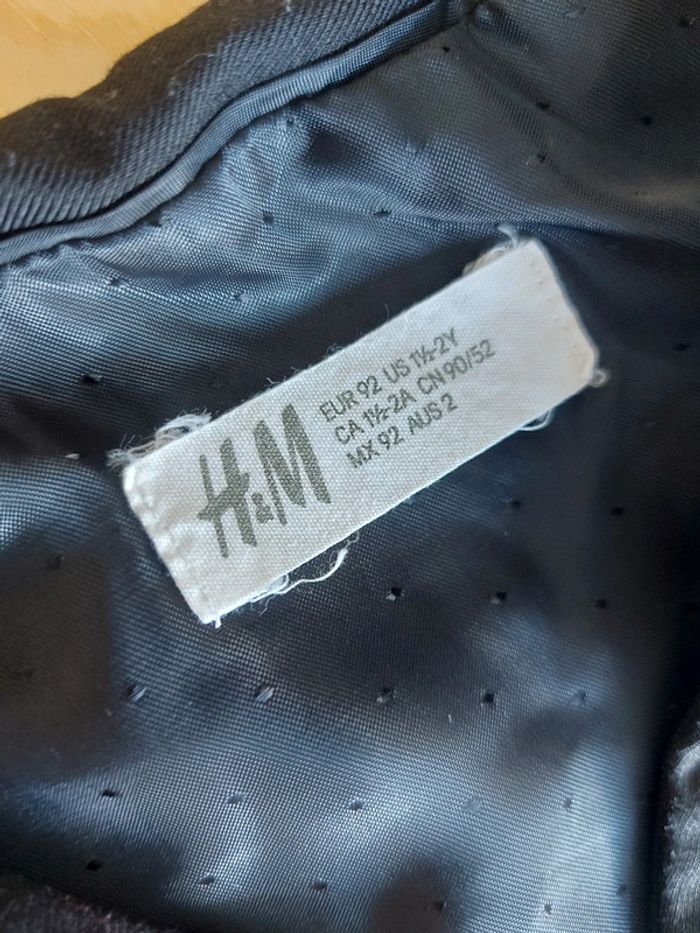 H&M
EUR 92 US 1½-2Y
CA 1½-2A CN 90/52
MX 92 AUS 2